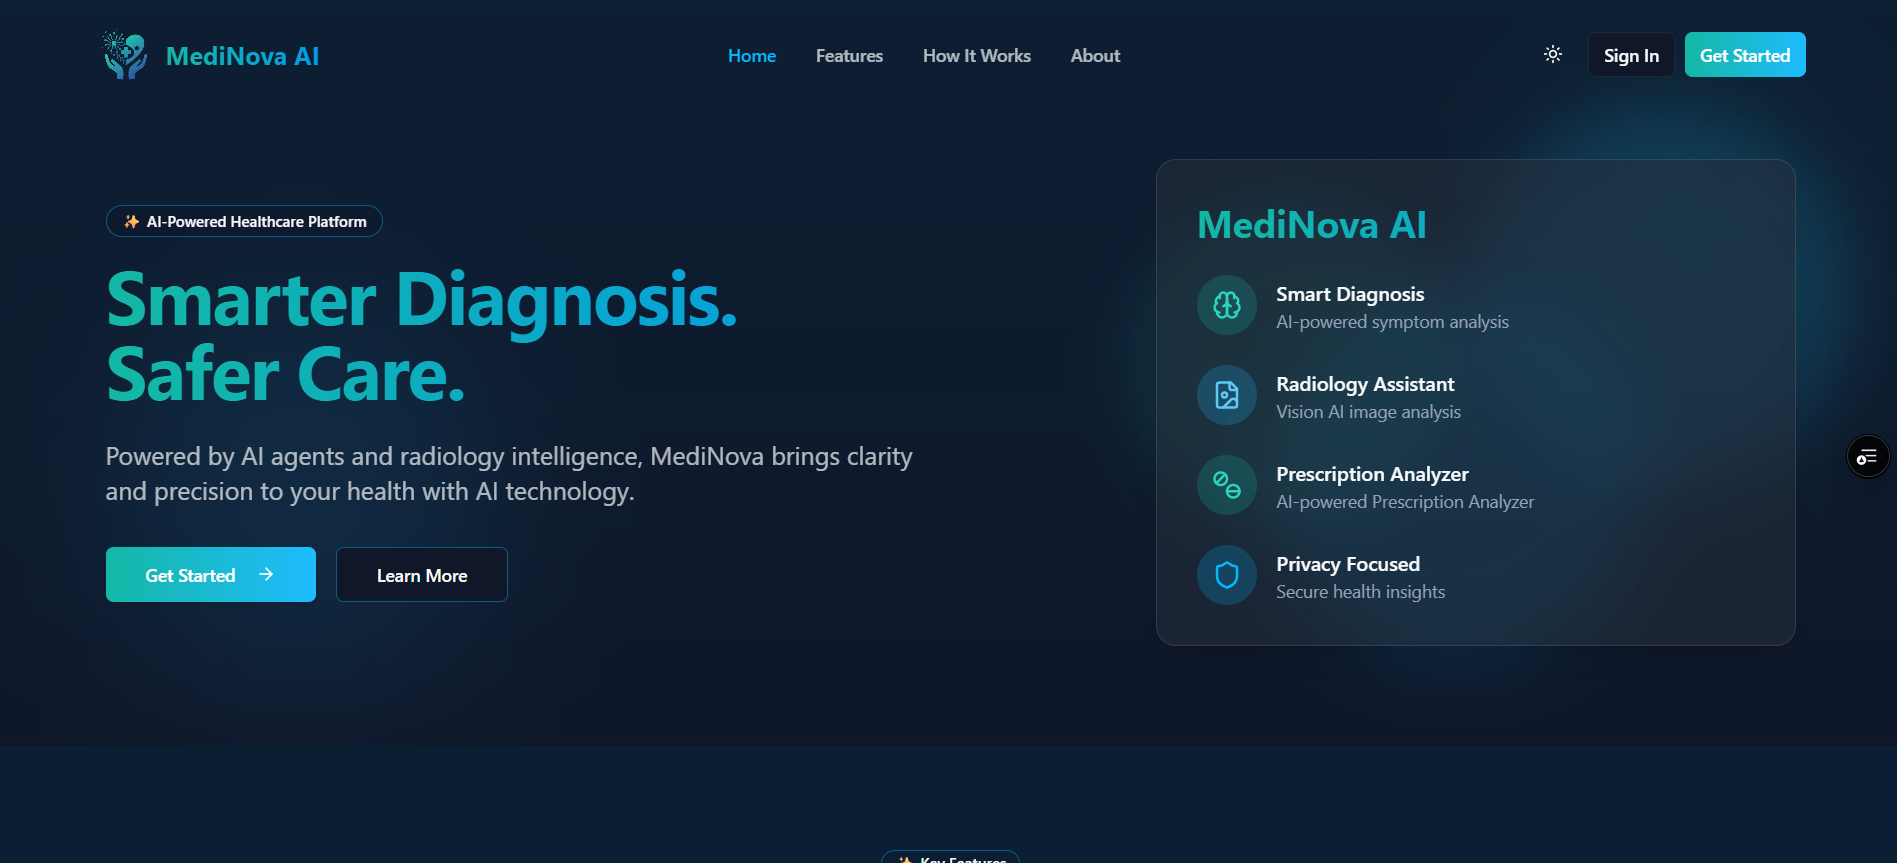 MediNova AI
Home
Features
How It Works
About
Sign In
Get Started
✨ AI-Powered Healthcare Platform
Smarter Diagnosis.
Safer Care.
Powered by AI agents and radiology intelligence, MediNova brings clarity
and precision to your health with AI technology.
Get Started →
Learn More
MediNova AI
Smart Diagnosis
AI-powered symptom analysis
Radiology Assistant
Vision AI image analysis
Prescription Analyzer
AI-powered Prescription Analyzer
Privacy Focused
Secure health insights
✨ Key Features